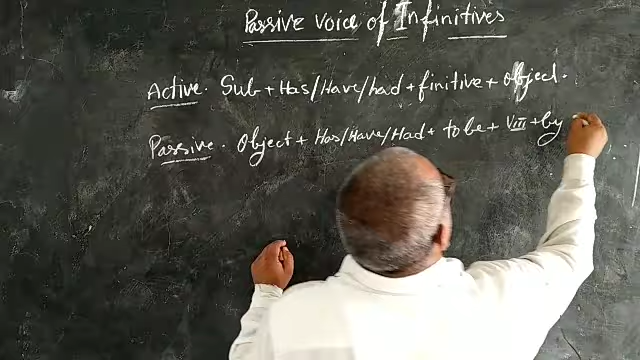 Passive voice of Infinitives
Active. Sub + Has/Have/had + finitive + object.
Passive. Object + Has/Have/Had + to be + VIII + by